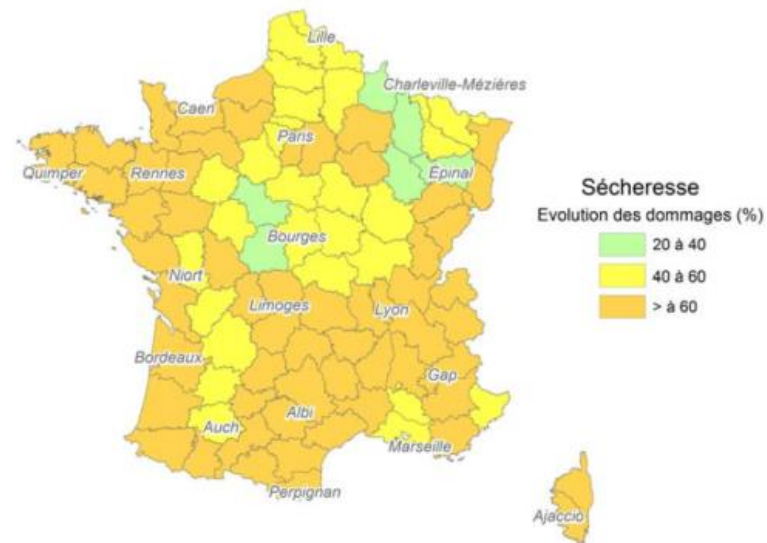 Lille
Charleville-Mézières
Caen
Paris
Quimper
Rennes
Épinal
Bourges
Niort
Limoges
Lyon
Bordeaux
Gap
Auch
Albi
Marseille
Perpignan
Ajaccio
Sécheresse
Evolution des dommages (%)
20 à 40
40 à 60
> à 60